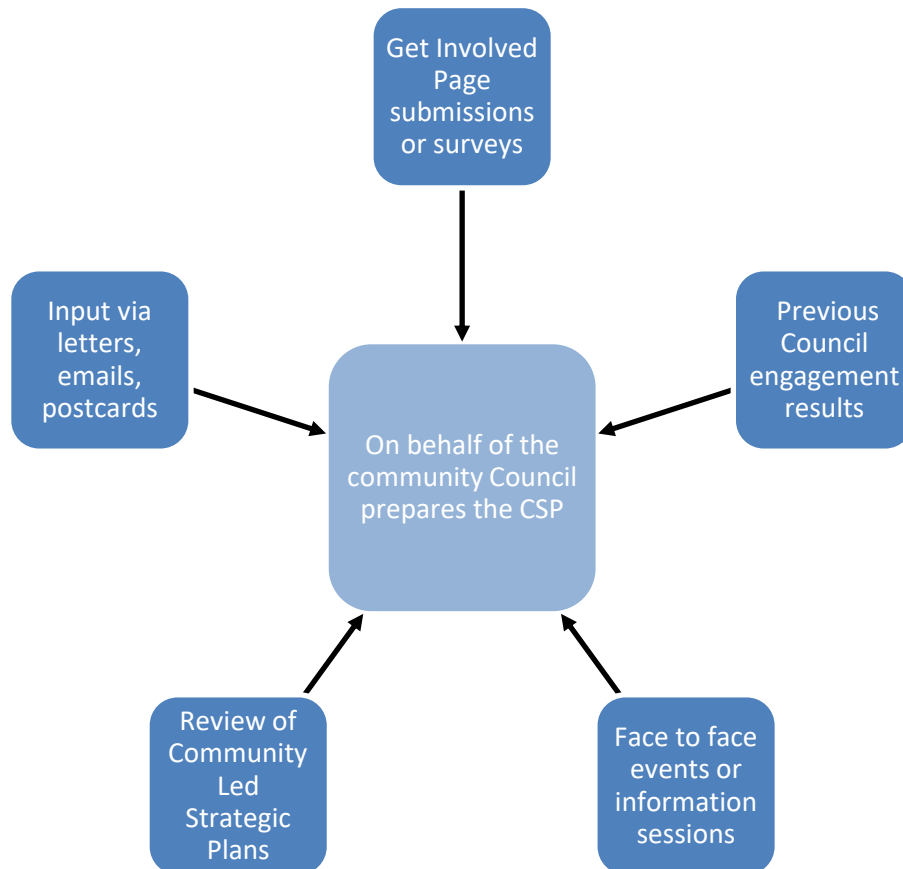 Get Involved
Page
submissions
or surveys
Input via
letters,
emails,
postcards
Previous
Council
engagement
results
On behalf of the
community Council
prepares the CSP
Review of
Community
Led
Strategic
Plans
Face to face
events or
information
sessions